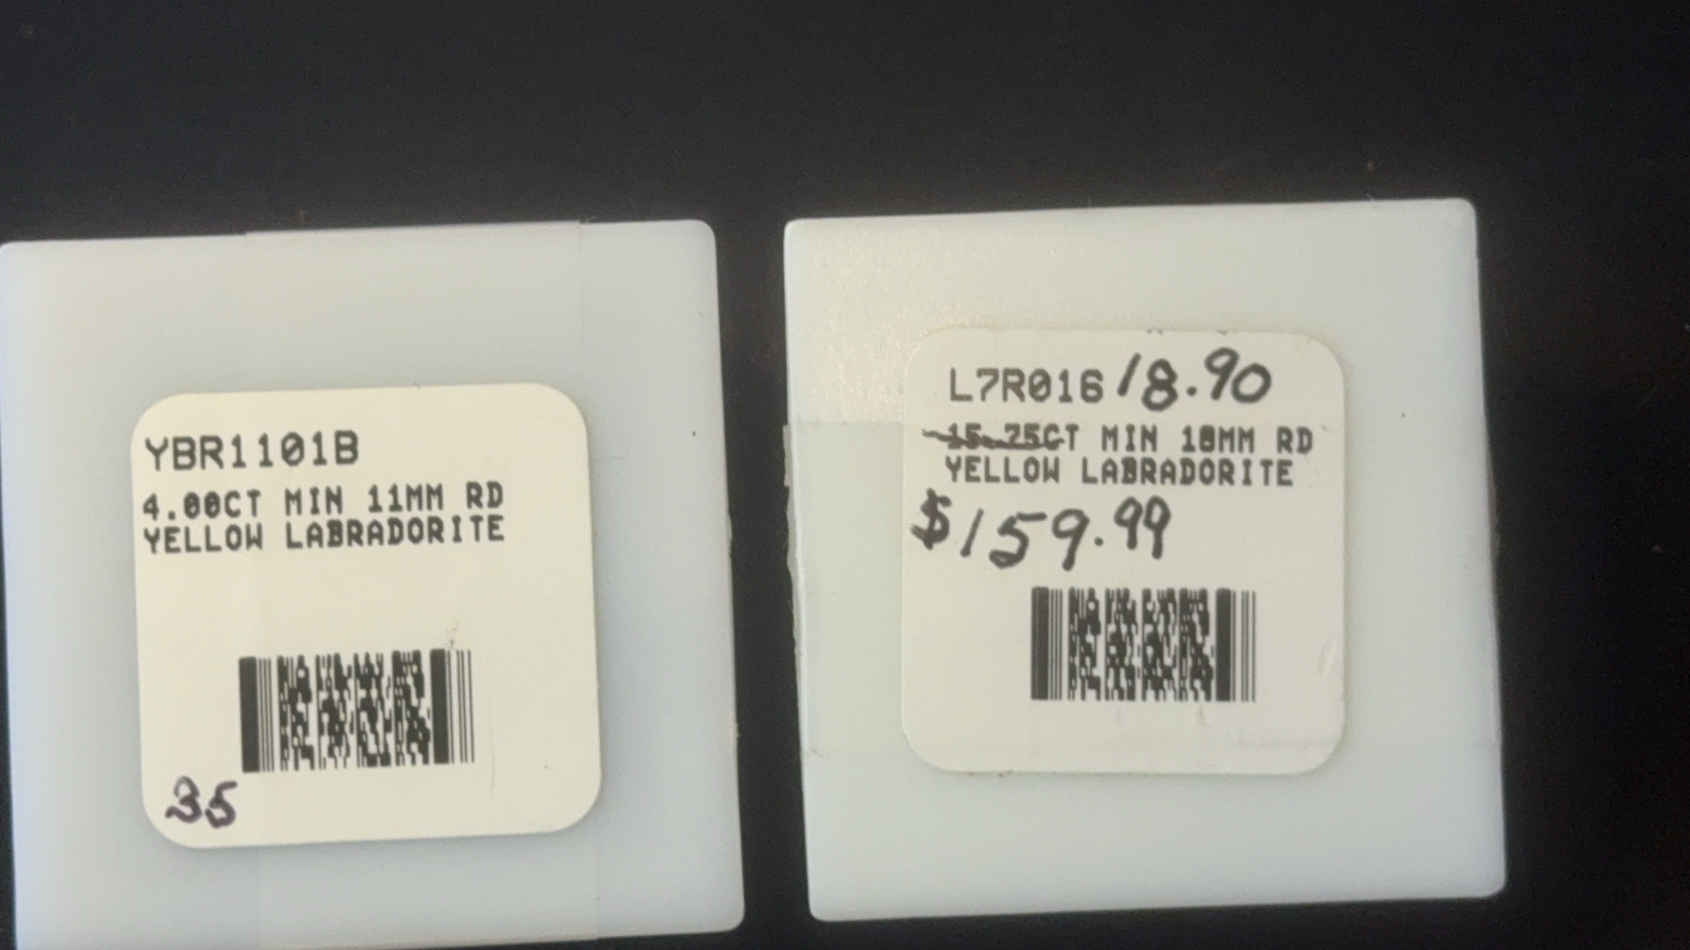 YBR1101B
4.00CT MIN 11MM RD
YELLOW LABRADORITE
35
L7R016 18.90
15.75CT MIN 18MM RD
YELLOW LABRADORITE
$159.99